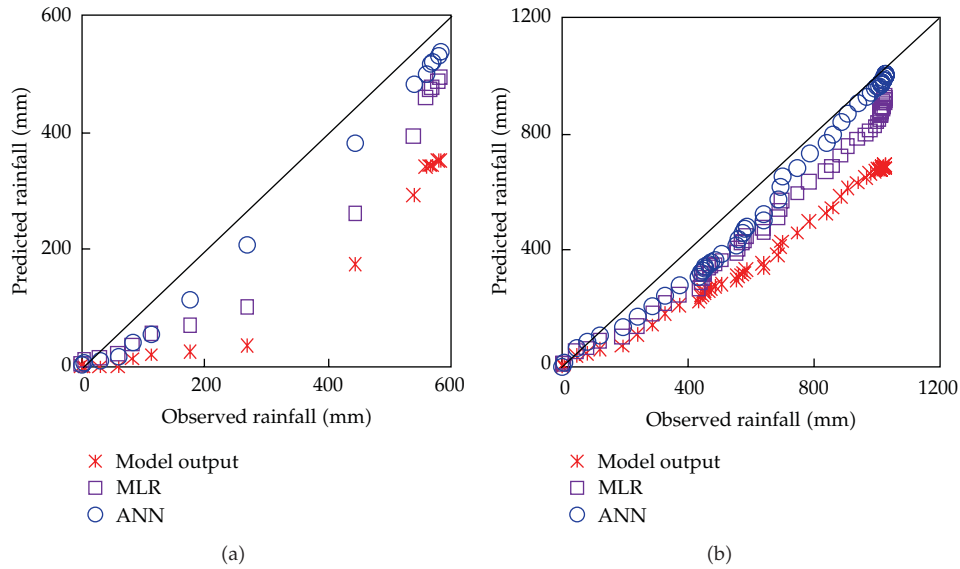 600
400
200
0
Predicted rainfall (mm)
0
200
400
600
Observed rainfall (mm)
Model output
MLR
ANN
(a)
1200
800
400
0
Predicted rainfall (mm)
0
400
800
1200
Observed rainfall (mm)
Model output
MLR
ANN
(b)